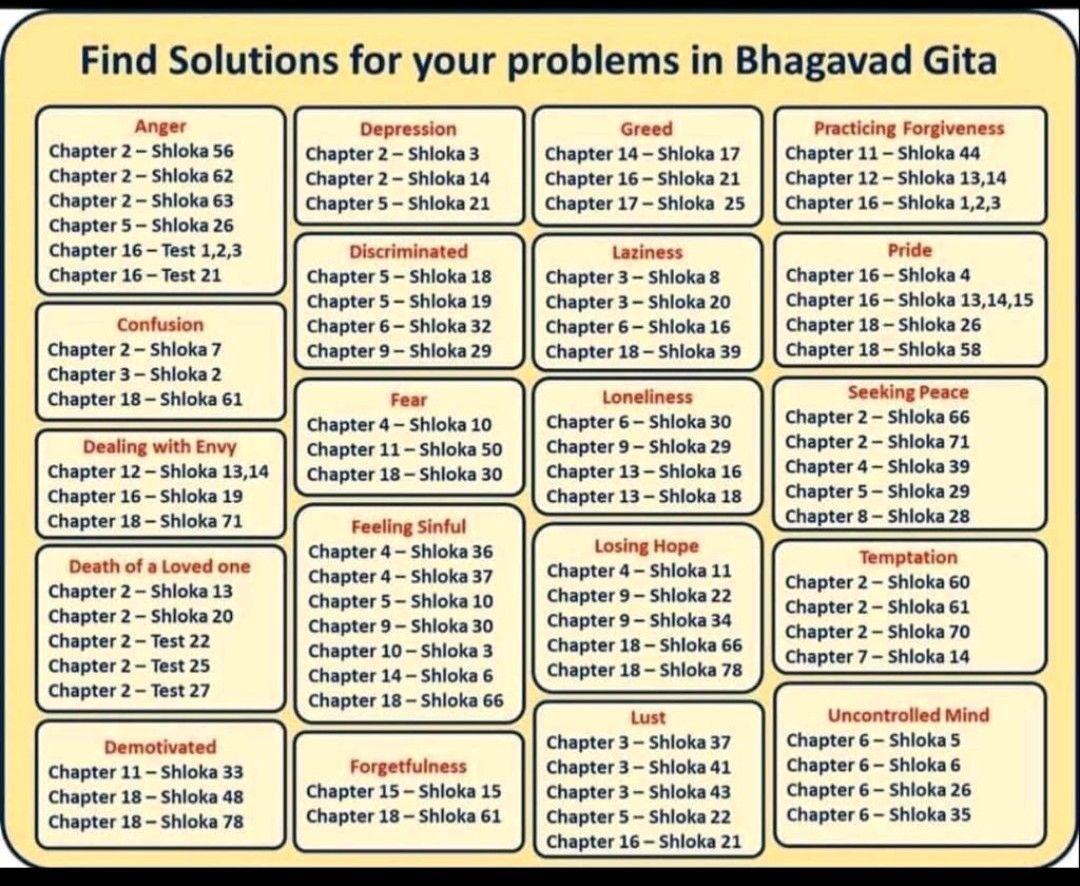 Find Solutions for your problems in Bhagavad Gita
Anger
Chapter 2 – Shloka 56
Chapter 2 – Shloka 62
Chapter 2 – Shloka 63
Chapter 5 – Shloka 26
Chapter 16 – Test 1,2,3
Chapter 16 – Test 21
Confusion
Chapter 2 – Shloka 7
Chapter 3 – Shloka 2
Chapter 18 – Shloka 61
Dealing with Envy
Chapter 12 – Shloka 13,14
Chapter 16 – Shloka 19
Chapter 18 – Shloka 71
Death of a Loved one
Chapter 2 – Shloka 13
Chapter 2 – Shloka 20
Chapter 2 – Test 22
Chapter 2 – Test 25
Chapter 2 – Test 27
Demotivated
Chapter 11 – Shloka 33
Chapter 18 – Shloka 48
Chapter 18 – Shloka 78
Depression
Chapter 2 – Shloka 3
Chapter 2 – Shloka 14
Chapter 5 – Shloka 21
Discriminated
Chapter 5 – Shloka 18
Chapter 5 – Shloka 19
Chapter 6 – Shloka 32
Chapter 9 – Shloka 29
Fear
Chapter 4 – Shloka 10
Chapter 11 – Shloka 50
Chapter 18 – Shloka 30
Feeling Sinful
Chapter 4 – Shloka 36
Chapter 4 – Shloka 37
Chapter 5 – Shloka 10
Chapter 9 – Shloka 30
Chapter 10 – Shloka 3
Chapter 14 – Shloka 6
Chapter 18 – Shloka 66
Forgetfulness
Chapter 15 – Shloka 15
Chapter 18 – Shloka 61
Greed
Chapter 14 – Shloka 17
Chapter 16 – Shloka 21
Chapter 17 – Shloka 25
Laziness
Chapter 3 – Shloka 8
Chapter 3 – Shloka 20
Chapter 6 – Shloka 16
Chapter 18 – Shloka 39
Loneliness
Chapter 6 – Shloka 30
Chapter 9 – Shloka 29
Chapter 13 – Shloka 16
Chapter 13 – Shloka 18
Losing Hope
Chapter 4 – Shloka 11
Chapter 9 – Shloka 22
Chapter 9 – Shloka 34
Chapter 18 – Shloka 66
Chapter 18 – Shloka 78
Lust
Chapter 3 – Shloka 37
Chapter 3 – Shloka 41
Chapter 3 – Shloka 43
Chapter 5 – Shloka 22
Chapter 16 – Shloka 21
Practicing Forgiveness
Chapter 11 – Shloka 44
Chapter 12 – Shloka 13,14
Chapter 16 – Shloka 1,2,3
Pride
Chapter 16 – Shloka 4
Chapter 16 – Shloka 13,14,15
Chapter 18 – Shloka 26
Chapter 18 – Shloka 58
Seeking Peace
Chapter 2 – Shloka 66
Chapter 2 – Shloka 71
Chapter 4 – Shloka 39
Chapter 5 – Shloka 29
Chapter 8 – Shloka 28
Temptation
Chapter 2 – Shloka 60
Chapter 2 – Shloka 61
Chapter 2 – Shloka 70
Chapter 7 – Shloka 14
Uncontrolled Mind
Chapter 6 – Shloka 5
Chapter 6 – Shloka 6
Chapter 6 – Shloka 26
Chapter 6 – Shloka 35